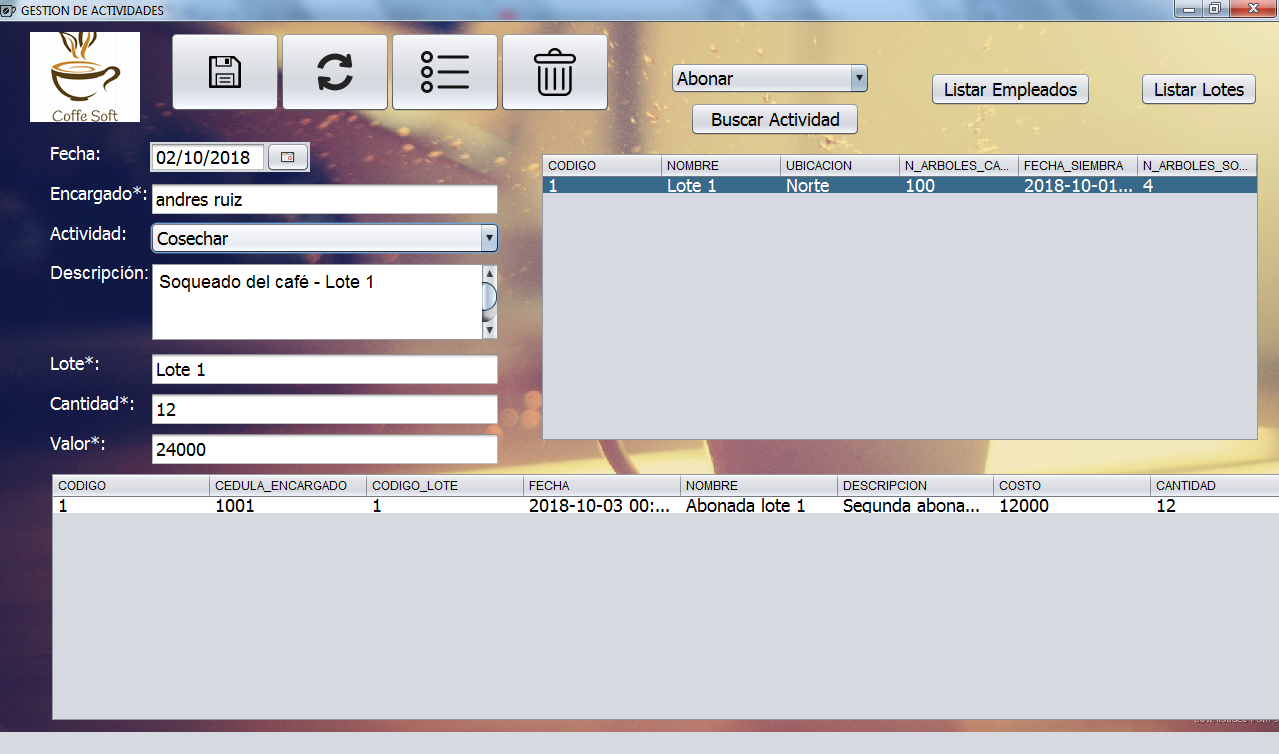 GESTION DE ACTIVIDADES
Coffe Soft
Abonar
Buscar Actividad
Listar Empleados
Listar Lotes
Fecha: 02/10/2018
Encargado*: andres ruiz
Actividad: Cosechar
Descripción: Soqueado del café - Lote 1
Lote*: Lote 1
Cantidad*: 12
Valor*: 24000
CODIGO NOMBRE UBICACION N_ARBOLES_CA... FECHA_SIEMBRA N_ARBOLES_SO...
1 Lote 1 Norte 100 2018-10-01... 4
CODIGO CEDULA_ENCARGADO CODIGO_LOTE FECHA NOMBRE DESCRIPCION COSTO CANTIDAD
1 1001 1 2018-10-03 00:... Abonada lote 1 Segunda abona... 12000 12